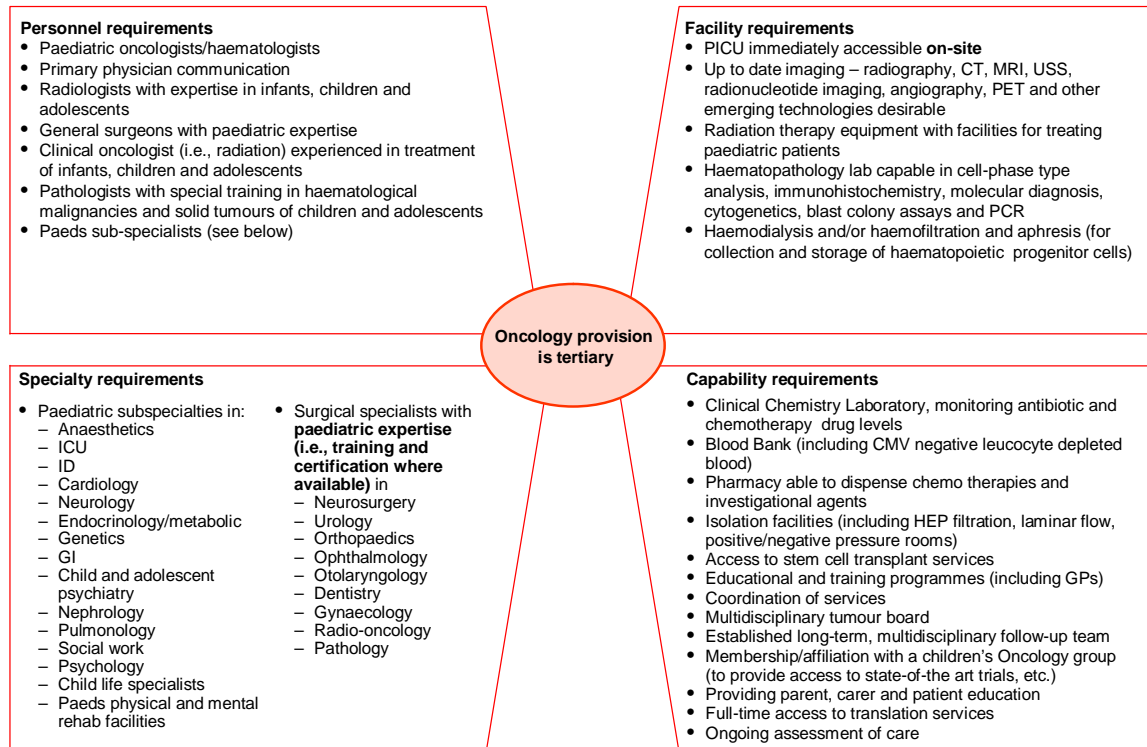 Personnel requirements
• Paediatric oncologists/haematologists
• Primary physician communication
• Radiologists with expertise in infants, children and
adolescents
• General surgeons with paediatric expertise
• Clinical oncologist (i.e., radiation) experienced in treatment
of infants, children and adolescents
• Pathologists with special training in haematological
malignancies and solid tumours of children and adolescents
• Paeds sub-specialists (see below)
Facility requirements
• PICU immediately accessible on-site
• Up to date imaging – radiography, CT, MRI, USS,
radionucleotide imaging, angiography, PET and other
emerging technologies desirable
• Radiation therapy equipment with facilities for treating
paediatric patients
• Haematopathology lab capable in cell-phase type
analysis, immunohistochemistry, molecular diagnosis,
cytogenetics, blast colony assays and PCR
• Haemodialysis and/or haemofiltration and aphresis (for
collection and storage of haematopoietic progenitor cells)
Oncology provision
is tertiary
Specialty requirements
• Paediatric subspecialties in:
– Anaesthetics
– ICU
– ID
– Cardiology
– Neurology
– Endocrinology/metabolic
– Genetics
– GI
– Child and adolescent
psychiatry
– Nephrology
– Pulmonology
– Social work
– Psychology
– Child life specialists
– Paeds physical and mental
rehab facilities
• Surgical specialists with
paediatric expertise
(i.e., training and
certification where
available) in
– Neurosurgery
– Urology
– Orthopaedics
– Ophthalmology
– Otolaryngology
– Dentistry
– Gynaecology
– Radio-oncology
– Pathology
Capability requirements
• Clinical Chemistry Laboratory, monitoring antibiotic and
chemotherapy drug levels
• Blood Bank (including CMV negative leucocyte depleted
blood)
• Pharmacy able to dispense chemo therapies and
investigational agents
• Isolation facilities (including HEP filtration, laminar flow,
positive/negative pressure rooms)
• Access to stem cell transplant services
• Educational and training programmes (including GPs)
• Coordination of services
• Multidisciplinary tumour board
• Established long-term, multidisciplinary follow-up team
• Membership/affiliation with a children's Oncology group
(to provide access to state-of-the art trials, etc.)
• Providing parent, carer and patient education
• Full-time access to translation services
• Ongoing assessment of care